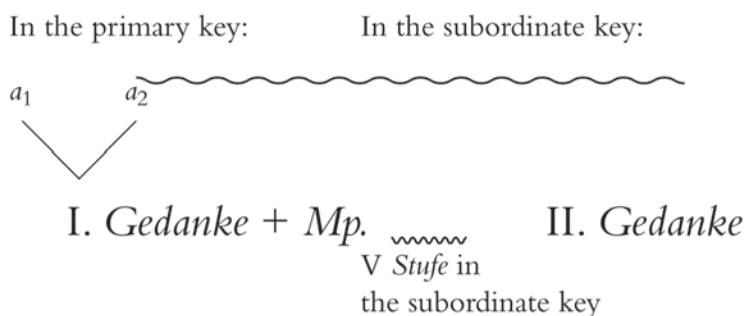 In the primary key: In the subordinate key:
a1 a2
I. Gedanke + Mp. II. Gedanke
V Stufe in
the subordinate key